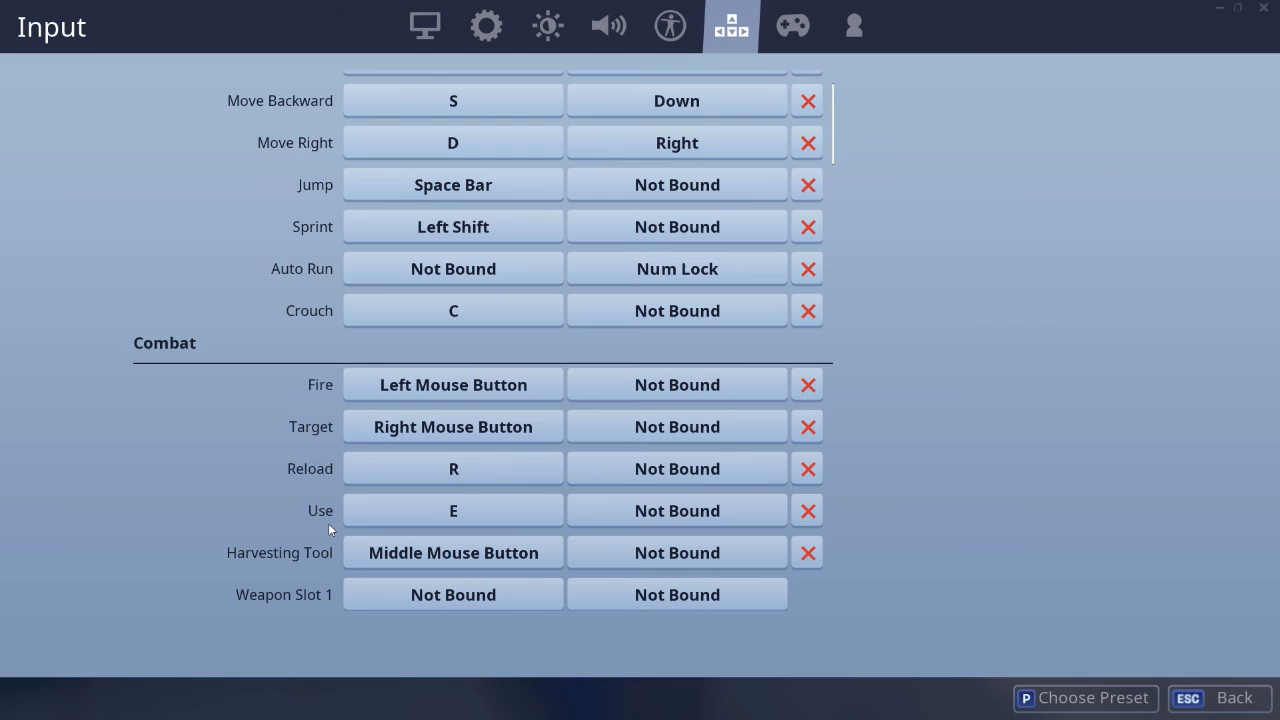 Input
Move Backward S Down
Move Right D Right
Jump Space Bar Not Bound
Sprint Left Shift Not Bound
Auto Run Not Bound Num Lock
Crouch C Not Bound
Combat
Fire Left Mouse Button Not Bound
Target Right Mouse Button Not Bound
Reload R Not Bound
Use E Not Bound
Harvesting Tool Middle Mouse Button Not Bound
Weapon Slot 1 Not Bound Not Bound
P Choose Preset ESC Back